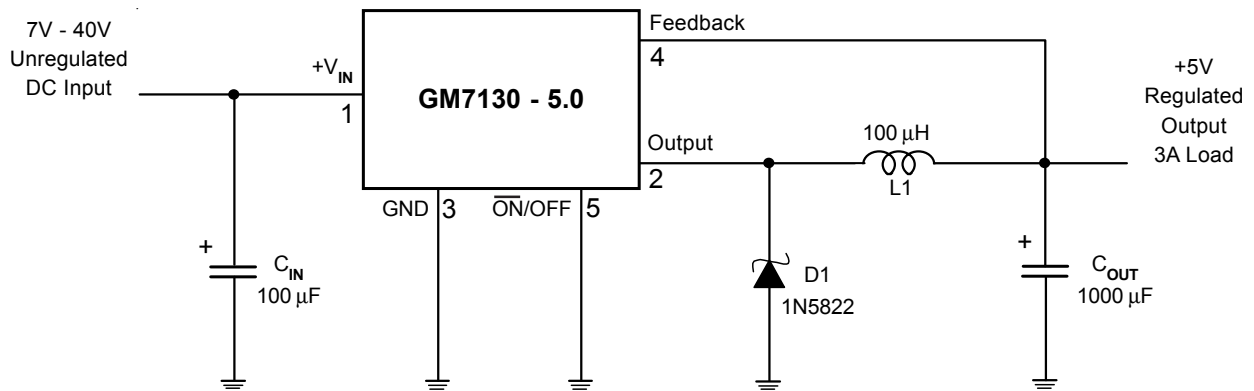 7V - 40V
Unregulated
DC Input
+VIN
1
GM7130 - 5.0
Feedback
4
Output
2
100 μH
L1
+5V
Regulated
Output
3A Load
GND
3
ON/OFF
5
+
CIN
100 μF
D1
1N5822
+
COUT
1000 μF